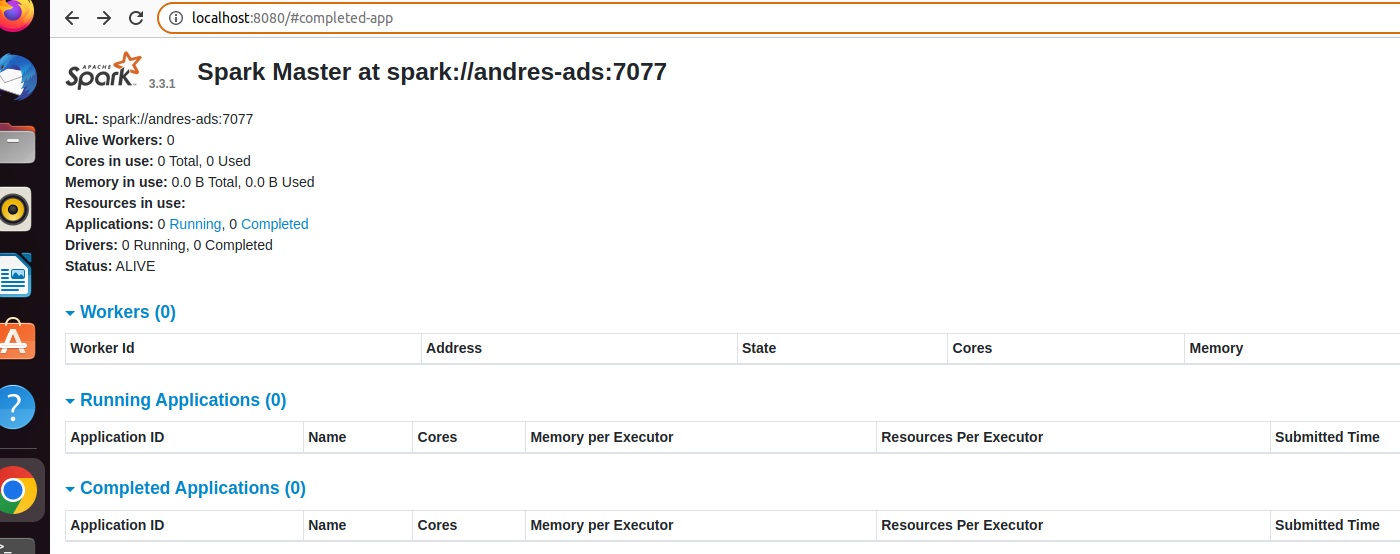 localhost:8080/#completed-app
APACHE
Spark 3.3.1 Spark Master at spark://andres-ads:7077
URL: spark://andres-ads:7077
Alive Workers: 0
Cores in use: 0 Total, 0 Used
Memory in use: 0.0 B Total, 0.0 B Used
Resources in use:
Applications: 0 Running, 0 Completed
Drivers: 0 Running, 0 Completed
Status: ALIVE
Workers (0)
Worker Id Address State Cores Memory
Running Applications (0)
Application ID Name Cores Memory per Executor Resources Per Executor Submitted Time
Completed Applications (0)
Application ID Name Cores Memory per Executor Resources Per Executor Submitted Time